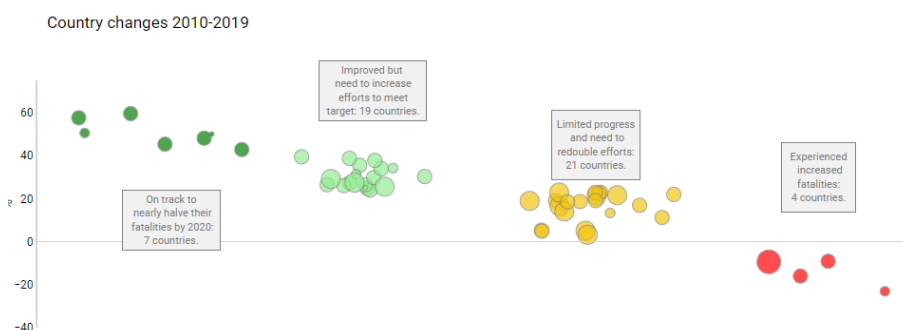 Country changes 2010-2019
Improved but
need to increase
efforts to meet
target: 19 countries.
Limited progress
and need to
redouble efforts:
21 countries.
Experienced
increased
fatalities:
4 countries.
On track to
nearly halve their
fatalities by 2020:
7 countries.
60
40
20
0
−20
−40